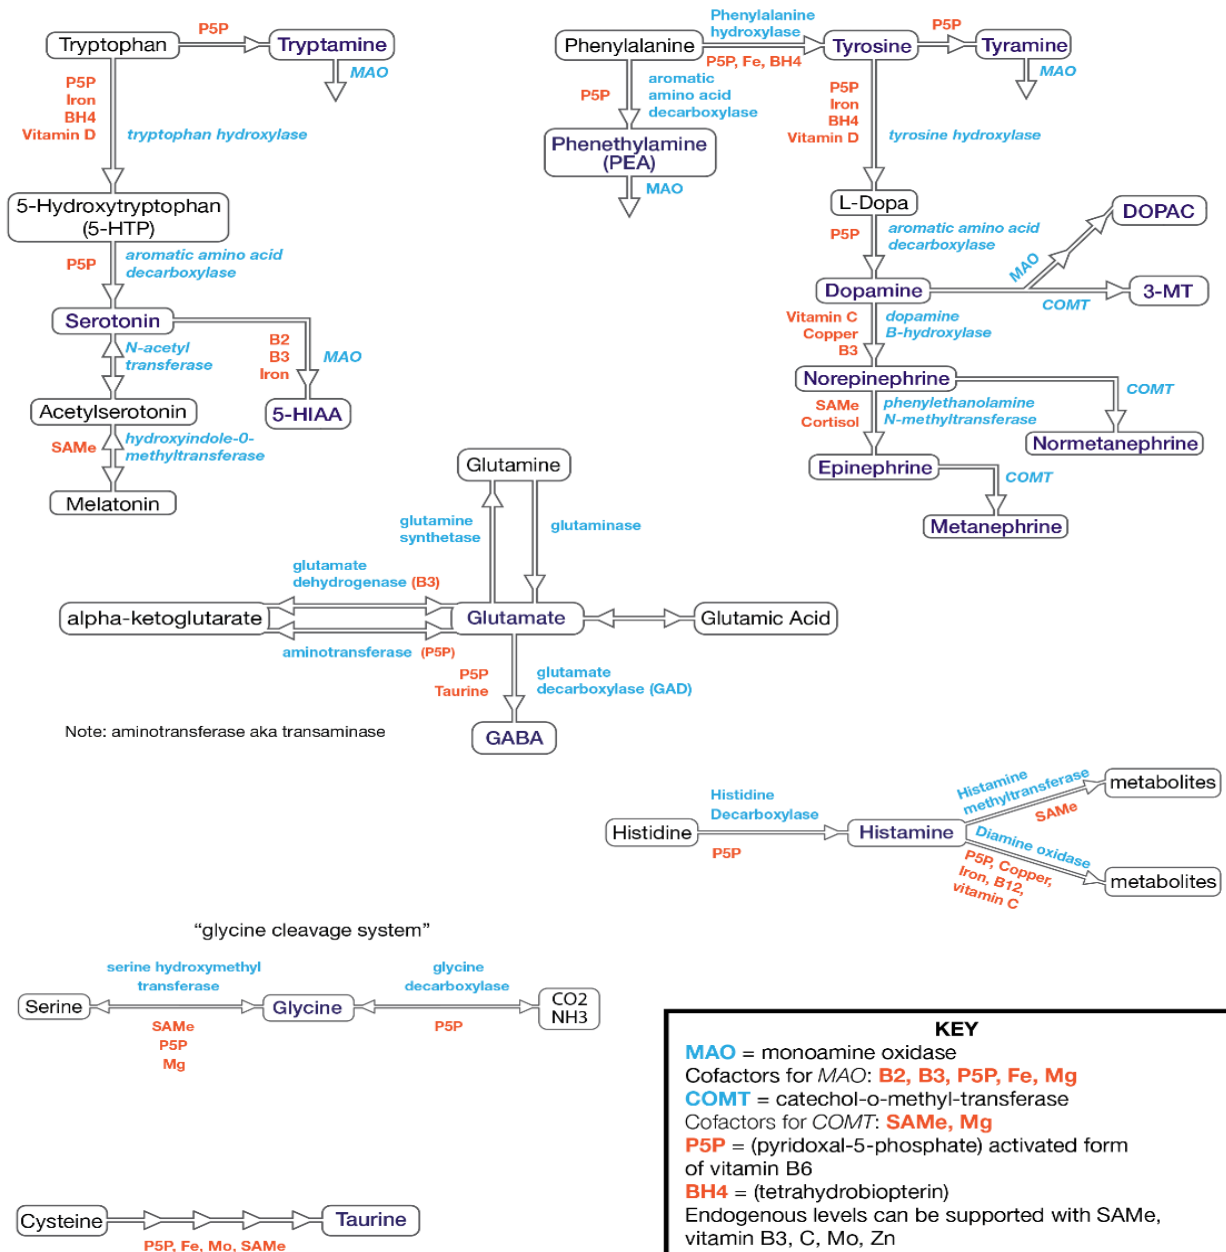 Tryptophan
P5P
Tryptamine
MAO
P5P
Iron
BH4
Vitamin D
tryptophan hydroxylase
5-Hydroxytryptophan
(5-HTP)
P5P
aromatic amino acid
decarboxylase
Serotonin
N-acetyl
transferase
B2
B3
Iron
MAO
Acetylserotonin
5-HIAA
SAMe
hydroxyindole-0-
methyltransferase
Melatonin
Phenylalanine
Phenylalanine
hydroxylase
P5P, Fe, BH4
Tyrosine
P5P
Tyramine
MAO
P5P
aromatic
amino acid
decarboxylase
Phenethylamine
(PEA)
MAO
P5P
Iron
BH4
Vitamin D
tyrosine hydroxylase
L-Dopa
P5P
aromatic amino acid
decarboxylase
DOPAC
MAO
Dopamine
COMT
3-MT
Vitamin C
Copper
B3
dopamine
B-hydroxylase
Norepinephrine
COMT
SAMe
Cortisol
phenylethanolamine
N-methyltransferase
Normetanephrine
Epinephrine
COMT
Metanephrine
Glutamine
glutamine
synthetase
glutaminase
glutamate
dehydrogenase (B3)
alpha-ketoglutarate
Glutamate
Glutamic Acid
aminotransferase (P5P)
P5P
Taurine
glutamate
decarboxylase (GAD)
GABA
Note: aminotransferase aka transaminase
Histidine
Histidine
Decarboxylase
P5P
Histamine
Histamine
methyltransferase
SAMe
metabolites
Diamine oxidase
P5P, Copper,
Iron, B12,
vitamin C
metabolites
“glycine cleavage system”
serine hydroxymethyl
transferase
glycine
decarboxylase
Serine
Glycine
CO2
NH3
SAMe
P5P
Mg
P5P
Cysteine
Taurine
P5P, Fe, Mo, SAMe
KEY
MAO = monoamine oxidase
Cofactors for MAO: B2, B3, P5P, Fe, Mg
COMT = catechol-o-methyl-transferase
Cofactors for COMT: SAMe, Mg
P5P = (pyridoxal-5-phosphate) activated form
of vitamin B6
BH4 = (tetrahydrobiopterin)
Endogenous levels can be supported with SAMe,
vitamin B3, C, Mo, Zn